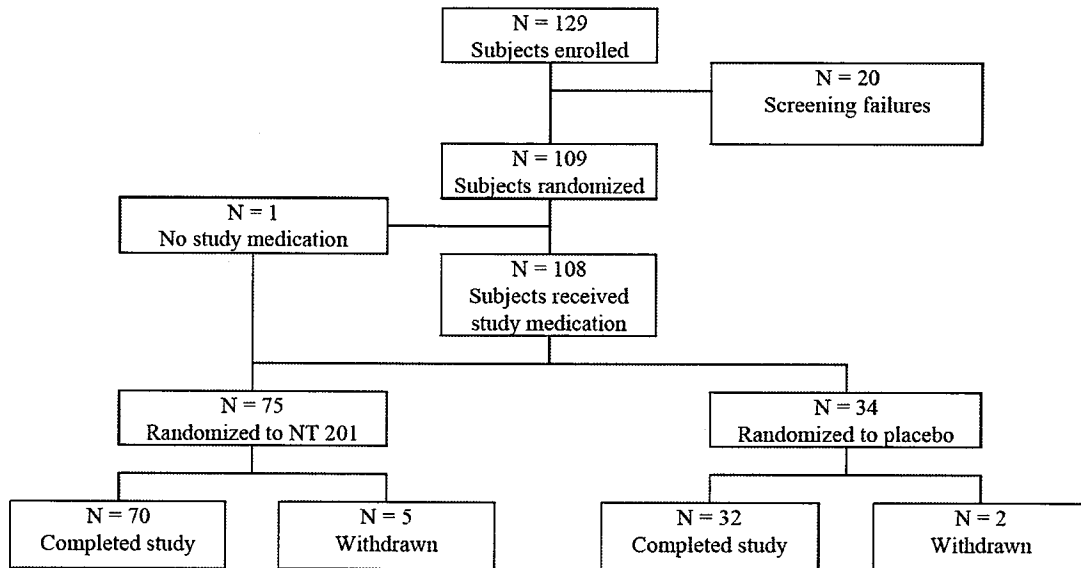 N = 129
Subjects enrolled
N = 20
Screening failures
N = 109
Subjects randomized
N = 1
No study medication
N = 108
Subjects received
study medication
N = 75
Randomized to NT 201
N = 34
Randomized to placebo
N = 70
Completed study
N = 5
Withdrawn
N = 32
Completed study
N = 2
Withdrawn